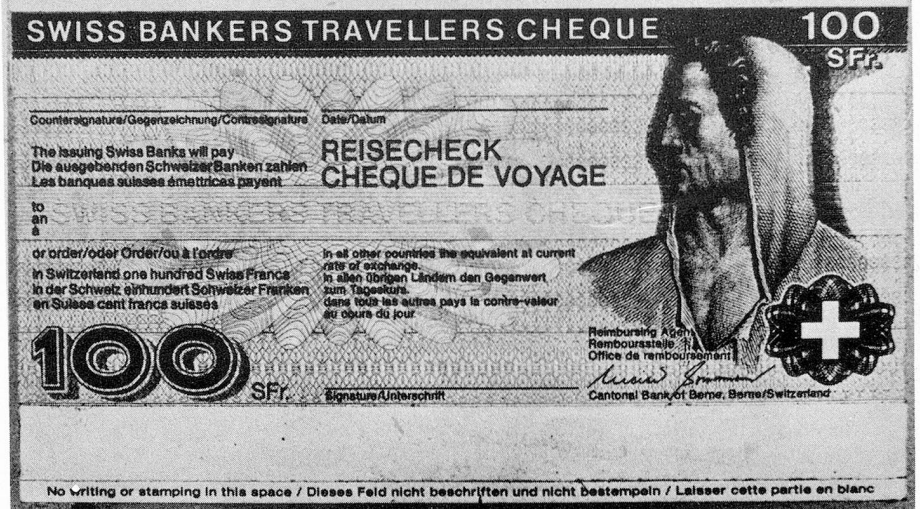 SWISS BANKERS TRAVELLERS CHEQUE
100
SFr.
Countersignature/Gegenzeichnung/Contresignature
Date/Datum
The issuing Swiss Banks will pay
Die ausgebenden Schweizer Banken zahlen
Les banques suisses émettrices payent
REISECHECK
CHEQUE DE VOYAGE
to
an
à
SWISS BANKERS TRAVELLERS CHEQUE
or order/oder Order/ou à l'ordre
in Switzerland one hundred Swiss Francs
in der Schweiz einhundert Schweizer Franken
en Suisse cent francs suisses
in all other countries the equivalent at current
rate of exchange.
in allen übrigen Ländern den Gegenwert
zum Tageskurs.
dans tous les autres pays la contre-valeur
au cours du jour
100
SFr.
Signature/Unterschrift
Reimbursing Agent
Remboursstelle
Office de remboursement
Cantonal Bank of Berne, Berne/Switzerland
No writing or stamping in this space / Dieses Feld nicht beschriften und nicht bestempeln / Laisser cette partie en blanc